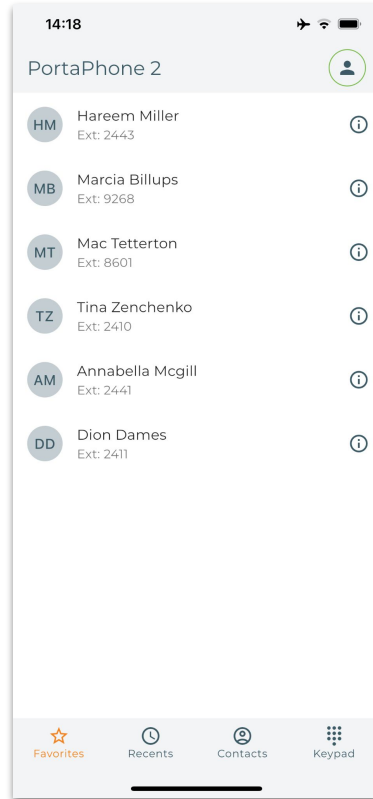 14:18
PortaPhone 2
HM
Hareem Miller
Ext: 2443
MB
Marcia Billups
Ext: 9268
MT
Mac Tetterton
Ext: 8601
TZ
Tina Zenchenko
Ext: 2410
AM
Annabella Mcgill
Ext: 2441
DD
Dion Dames
Ext: 2411
Favorites Recents Contacts Keypad